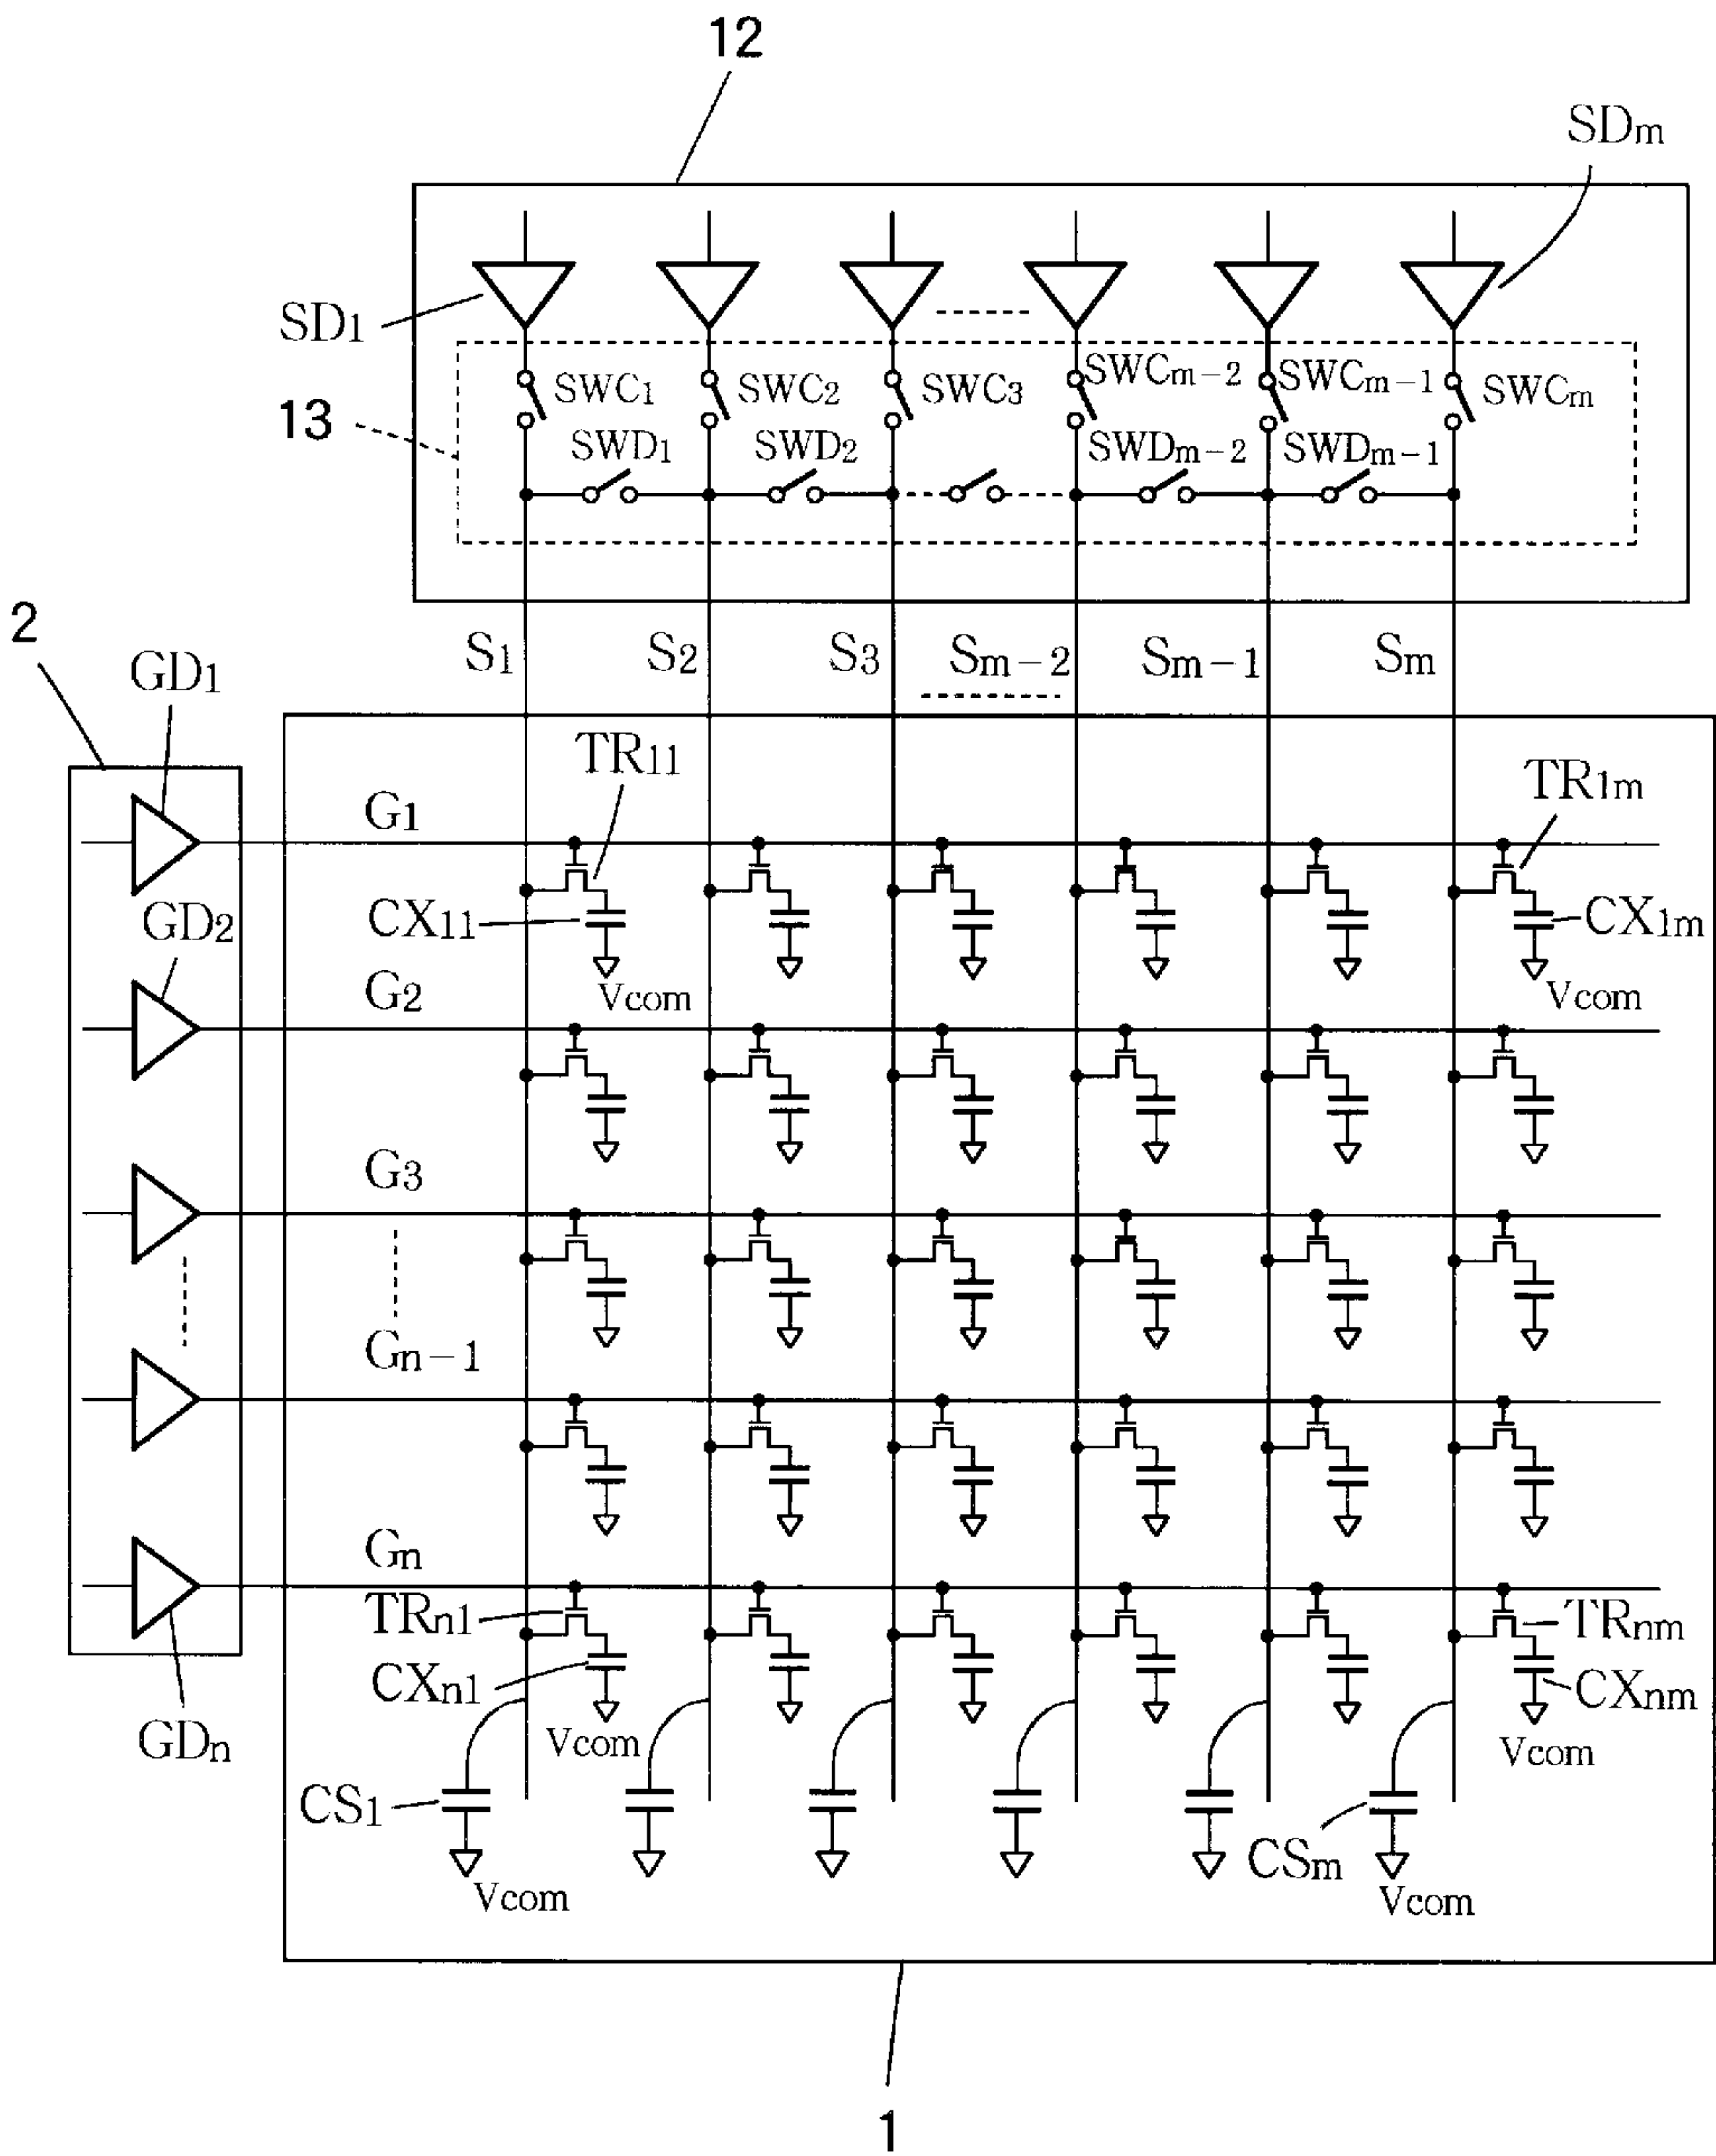 12
SDm
SD1
SWC1 SWC2 SWC3 SWCm-2 SWCm-1 SWCm
13
SWD1 SWD2 SWDm-2 SWDm-1
2
S1 S2 S3 Sm-2 Sm-1 Sm
GD1
TR11
TR1m
G1
CX11
CX1m
GD2
G2
Vcom
Vcom
G3
Gn-1
Gn
TRn1
TRnm
CXn1
CXnm
GDn
Vcom
Vcom
CS1
CSm
Vcom
Vcom
1